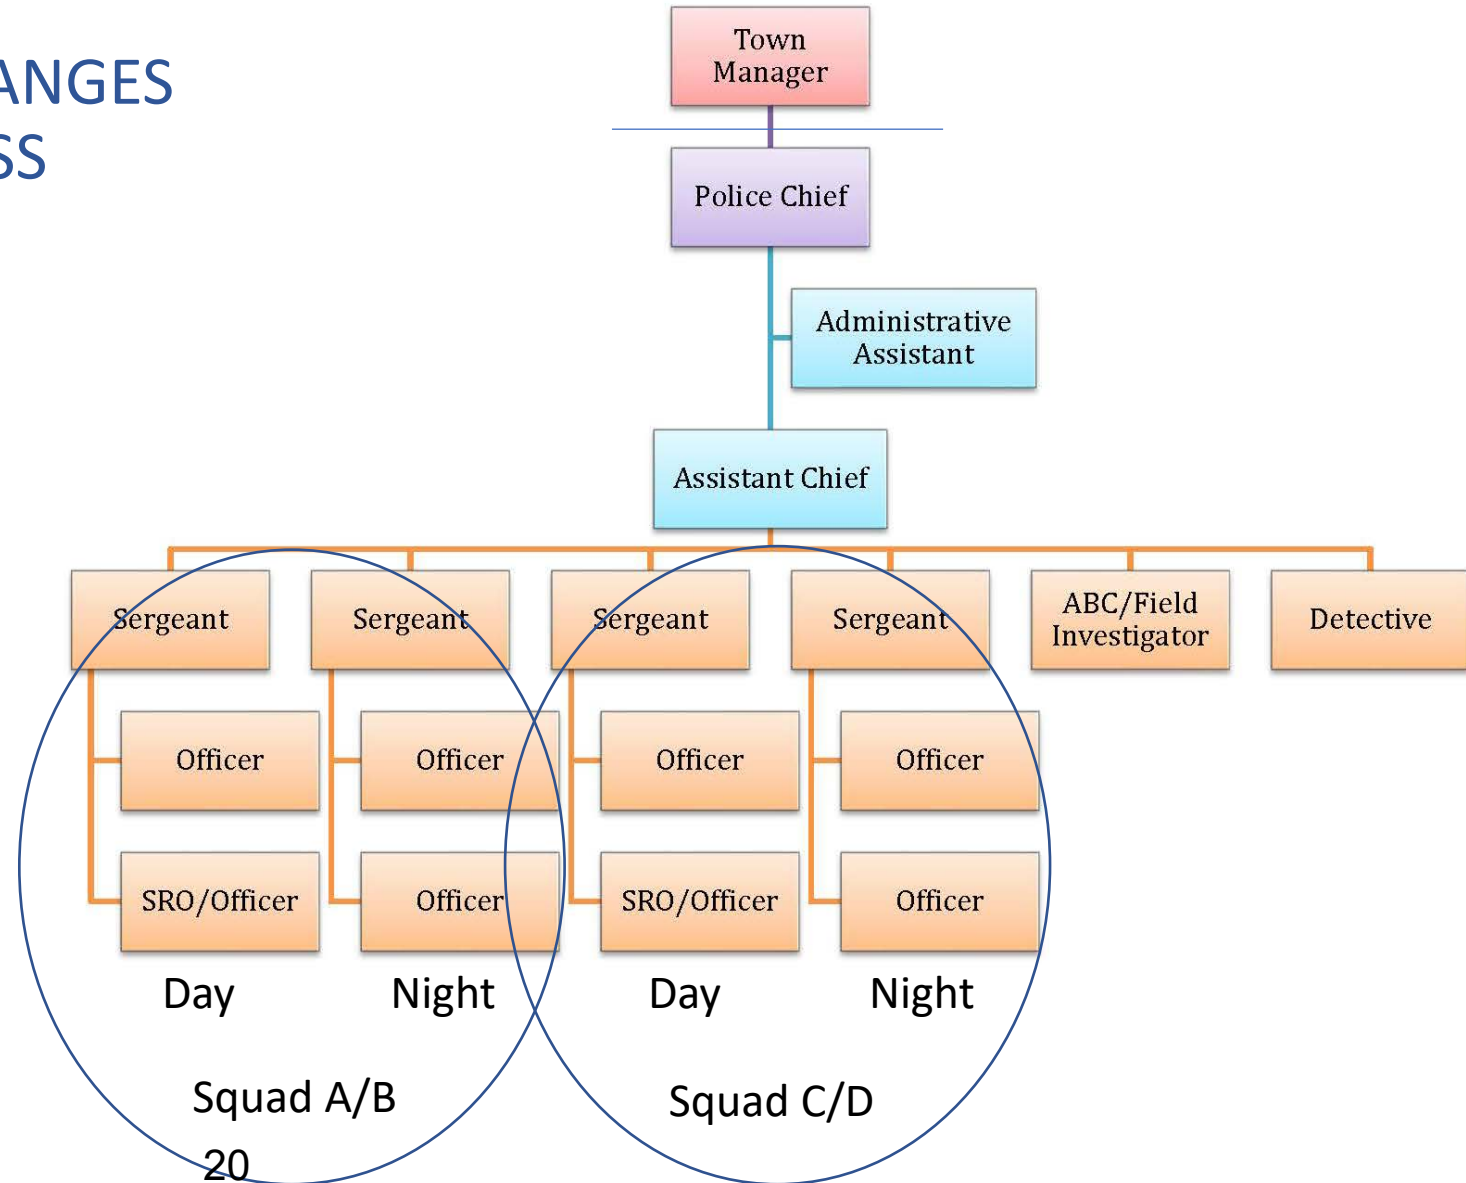 ANGES
SS
Town
Manager
Police Chief
Administrative
Assistant
Assistant Chief
Sergeant
Sergeant
Sergeant
Sergeant
ABC/Field
Investigator
Detective
Officer
Officer
Officer
Officer
SRO/Officer
Officer
SRO/Officer
Officer
Day
Night
Day
Night
Squad A/B
Squad C/D
20